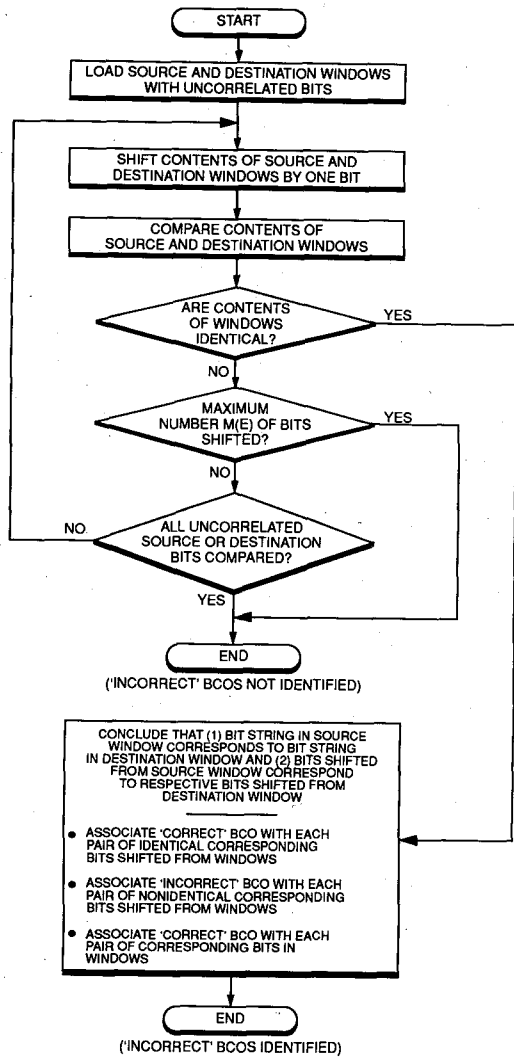 START
LOAD SOURCE AND DESTINATION WINDOWS
WITH UNCORRELATED BITS
SHIFT CONTENTS OF SOURCE AND
DESTINATION WINDOWS BY ONE BIT
COMPARE CONTENTS OF
SOURCE AND DESTINATION WINDOWS
ARE CONTENTS
OF WINDOWS
IDENTICAL?
YES
NO
MAXIMUM
NUMBER M(E) OF BITS
SHIFTED?
YES
NO
ALL UNCORRELATED
SOURCE OR DESTINATION
BITS COMPARED?
NO
YES
END
('INCORRECT' BCOS NOT IDENTIFIED)
CONCLUDE THAT (1) BIT STRING IN SOURCE
WINDOW CORRESPONDS TO BIT STRING
IN DESTINATION WINDOW AND (2) BITS SHIFTED
FROM SOURCE WINDOW CORRESPOND
TO RESPECTIVE BITS SHIFTED FROM
DESTINATION WINDOW
• ASSOCIATE 'CORRECT' BCO WITH EACH
PAIR OF IDENTICAL CORRESPONDING
BITS SHIFTED FROM WINDOWS
• ASSOCIATE 'INCORRECT' BCO WITH EACH
PAIR OF NONIDENTICAL CORRESPONDING
BITS SHIFTED FROM WINDOWS
• ASSOCIATE 'CORRECT' BCO WITH EACH
PAIR OF CORRESPONDING BITS IN
WINDOWS
END
('INCORRECT' BCOS IDENTIFIED)